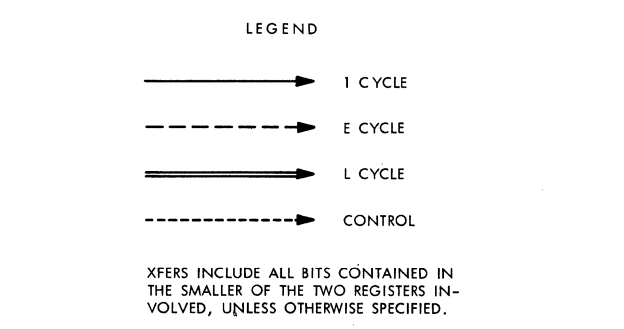 LEGEND
1 CYCLE
E CYCLE
L CYCLE
CONTROL
XFERS INCLUDE ALL BITS CONTAINED IN
THE SMALLER OF THE TWO REGISTERS IN-
VOLVED, UNLESS OTHERWISE SPECIFIED.